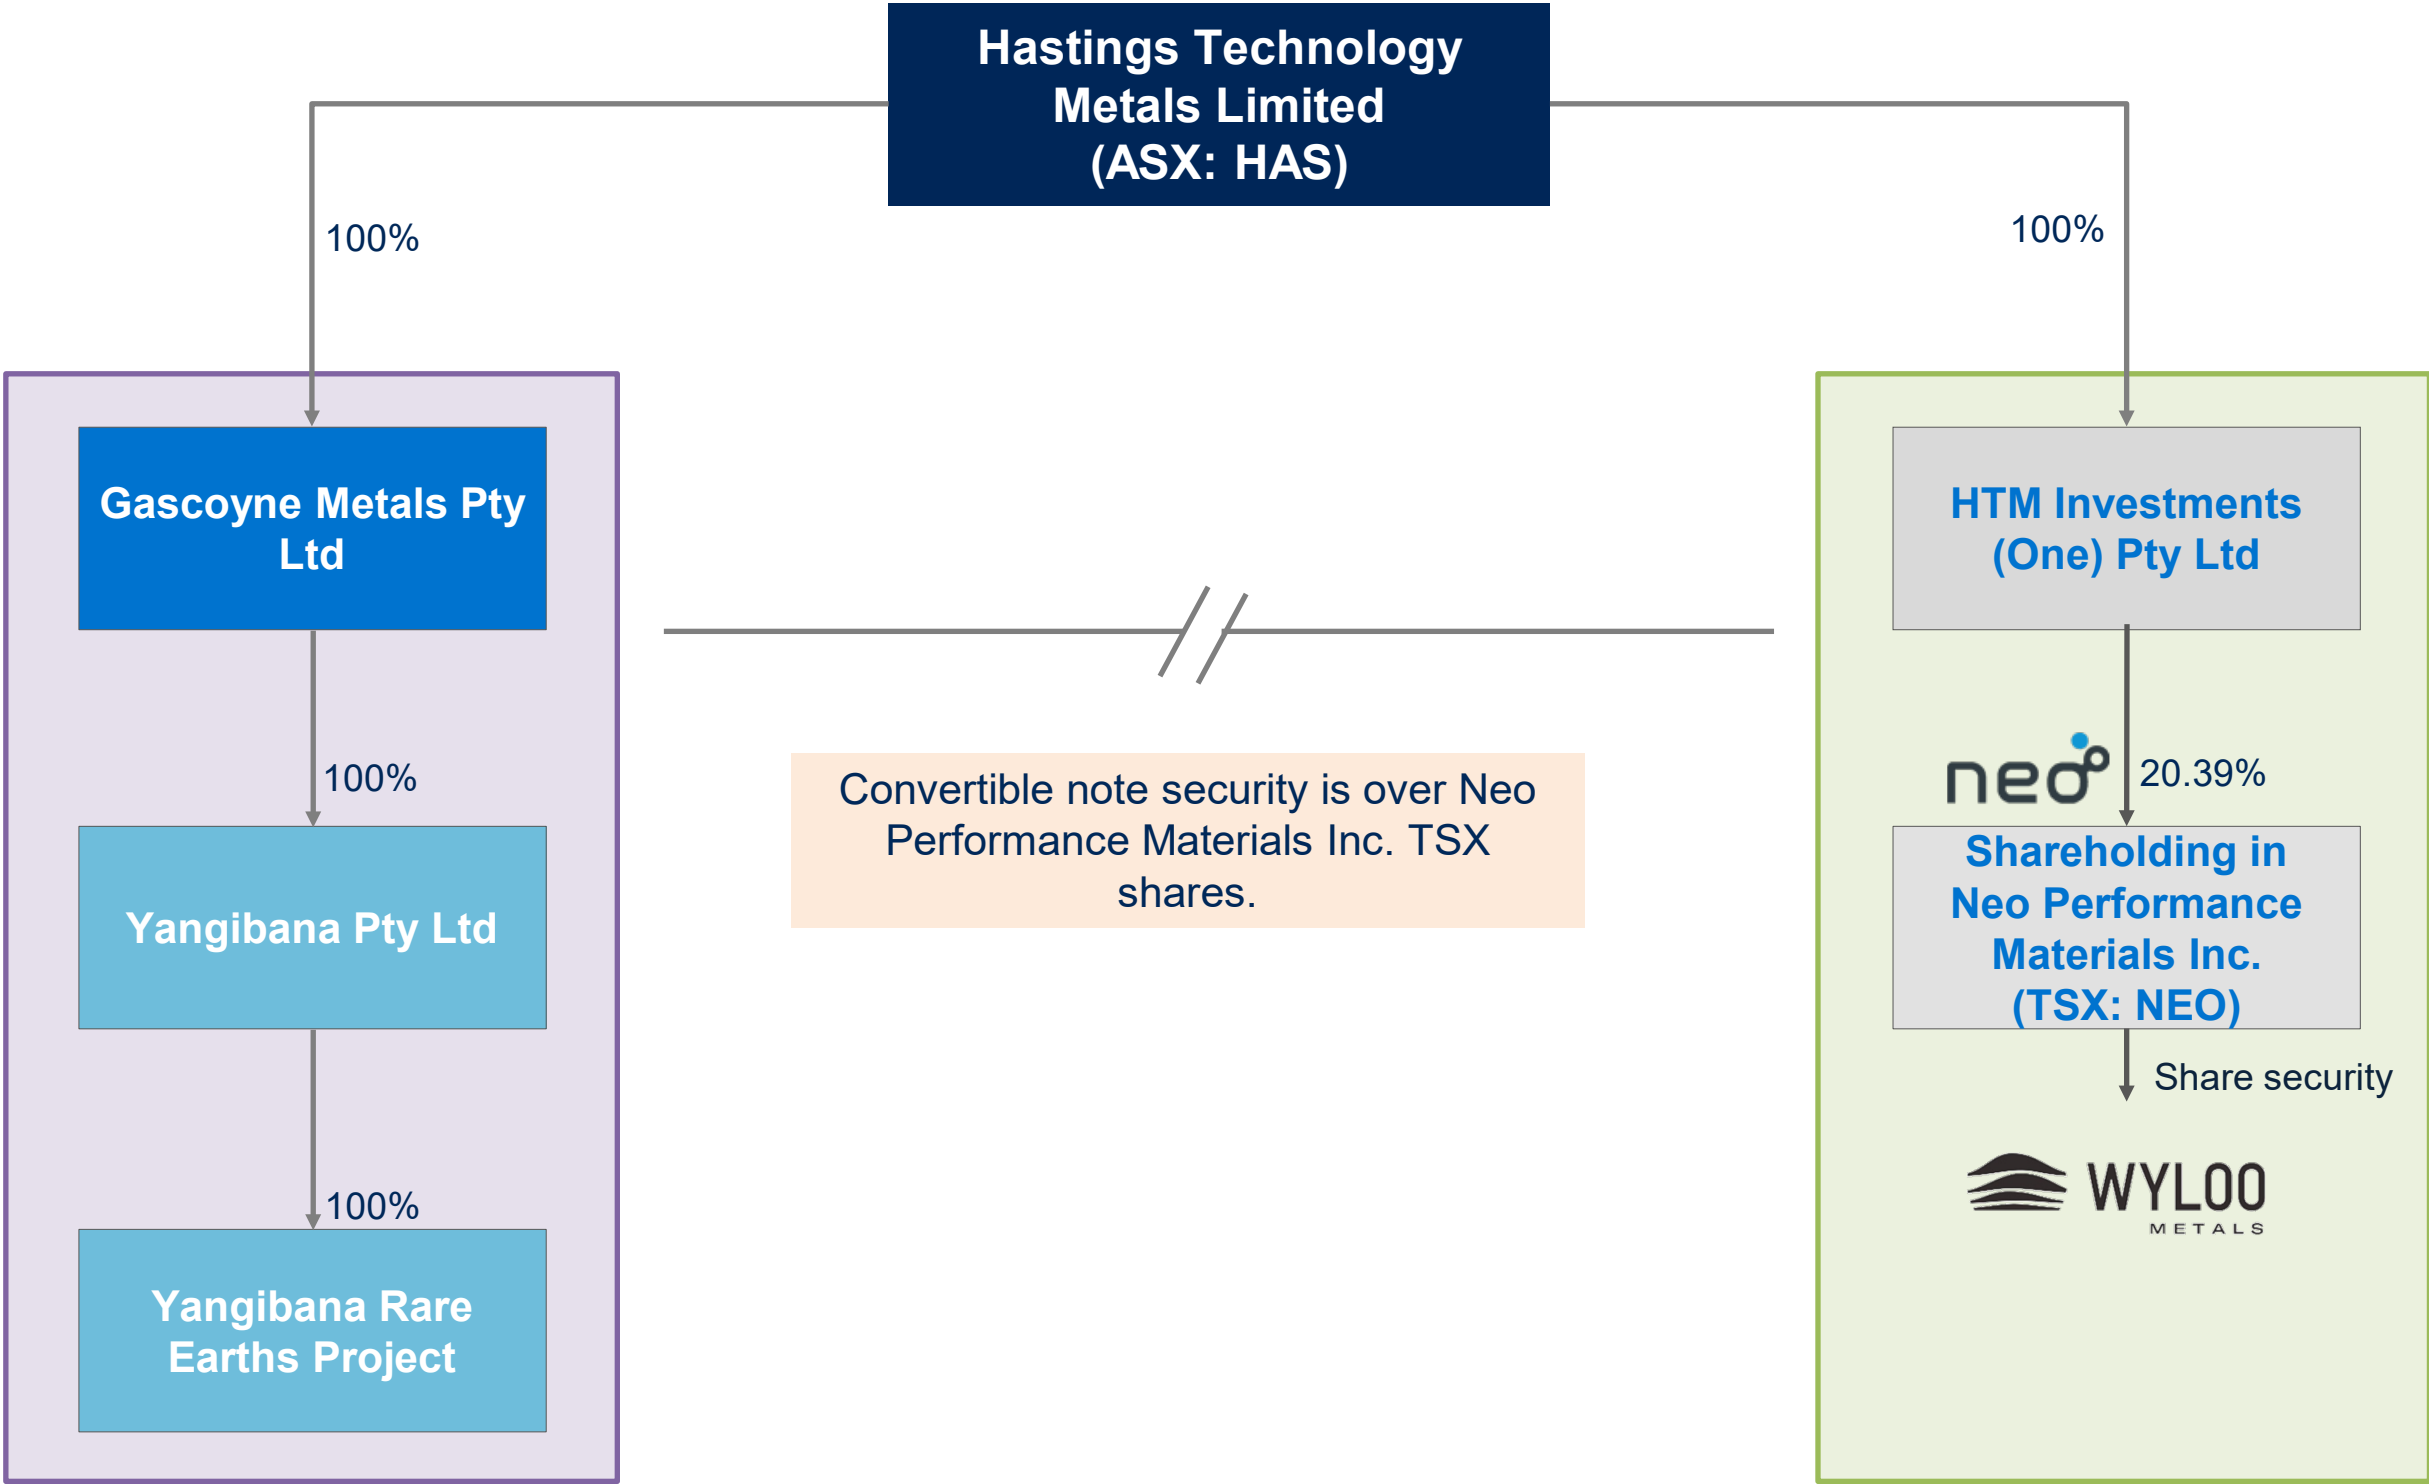 Hastings Technology
Metals Limited
(ASX: HAS)
100%
100%
Gascoyne Metals Pty
Ltd
HTM Investments
(One) Pty Ltd
100%
neo
20.39%
Convertible note security is over Neo
Performance Materials Inc. TSX
shares.
Yangibana Pty Ltd
Shareholding in
Neo Performance
Materials Inc.
(TSX: NEO)
Share security
WYLOO
METALS
100%
Yangibana Rare
Earths Project